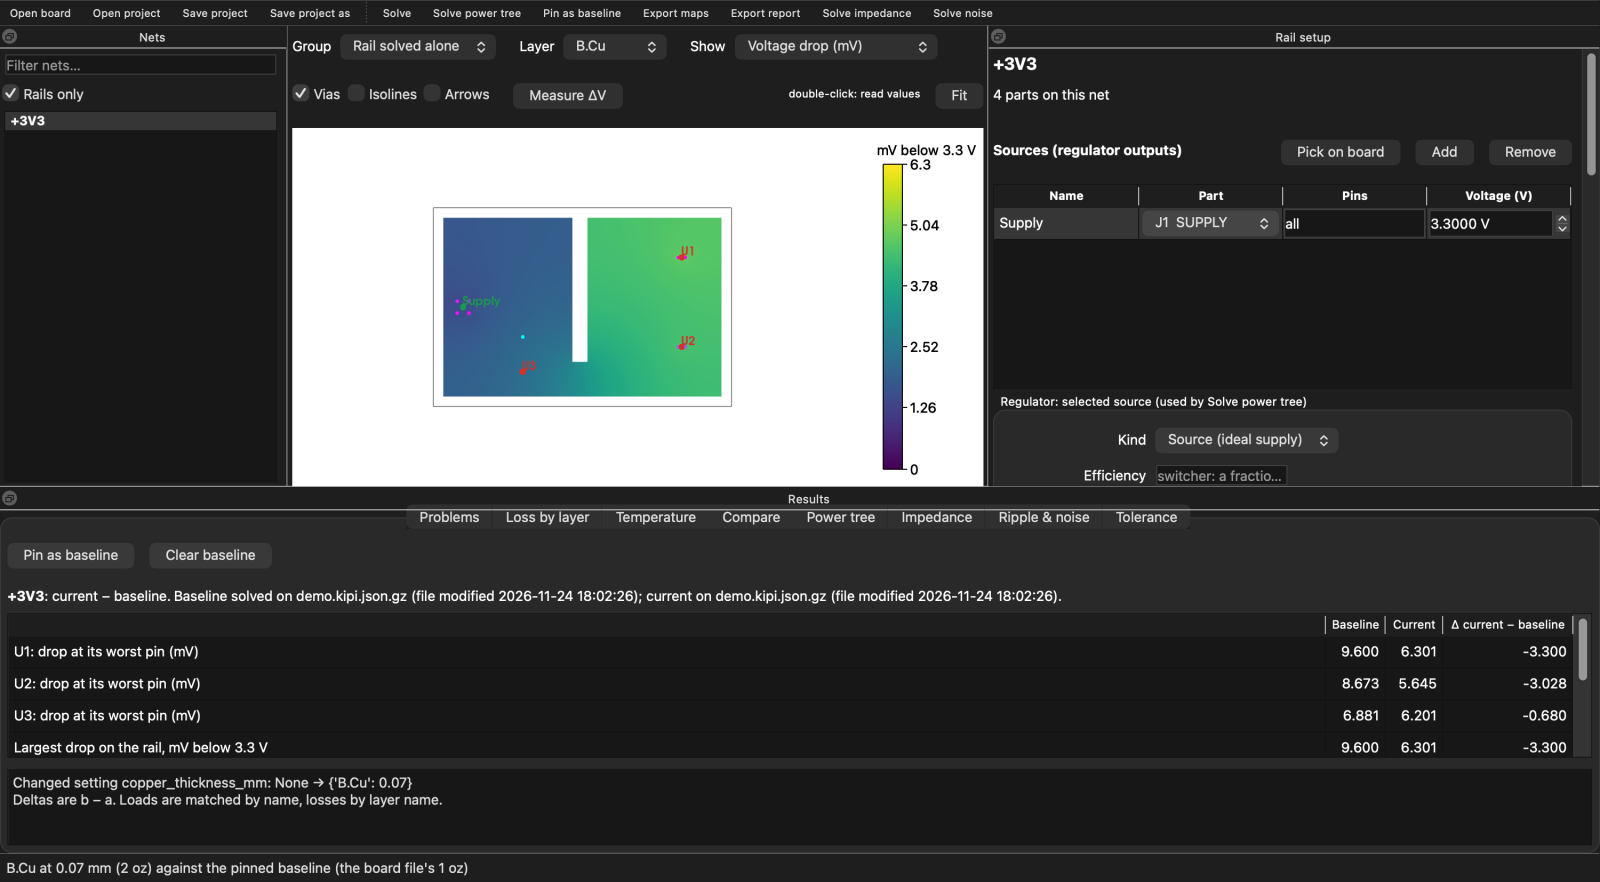 Open board Open project Save project Save project as Solve Solve power tree Pin as baseline Export maps Export report Solve impedance Solve noise
Nets
Filter nets...
Rails only
+3V3
Group Rail solved alone Layer B.Cu Show Voltage drop (mV)
Vias Isolines Arrows Measure ΔV double-click: read values Fit
mV below 3.3 V
6.3
5.04
3.78
2.52
1.26
0
U1
Supply
U2
U3
Rail setup
+3V3
4 parts on this net
Sources (regulator outputs) Pick on board Add Remove
Name Part Pins Voltage (V)
Supply J1 SUPPLY all 3.3000 V
Regulator: selected source (used by Solve power tree)
Kind Source (ideal supply)
Efficiency switcher: a fractio...
Results
Problems Loss by layer Temperature Compare Power tree Impedance Ripple & noise Tolerance
Pin as baseline Clear baseline
+3V3: current – baseline. Baseline solved on demo.kipi.json.gz (file modified 2026-11-24 18:02:26); current on demo.kipi.json.gz (file modified 2026-11-24 18:02:26).
Baseline Current Δ current – baseline
U1: drop at its worst pin (mV) 9.600 6.301 -3.300
U2: drop at its worst pin (mV) 8.673 5.645 -3.028
U3: drop at its worst pin (mV) 6.881 6.201 -0.680
Largest drop on the rail, mV below 3.3 V 9.600 6.301 -3.300
Changed setting copper_thickness_mm: None → {'B.Cu': 0.07}
Deltas are b – a. Loads are matched by name, losses by layer name.
B.Cu at 0.07 mm (2 oz) against the pinned baseline (the board file's 1 oz)